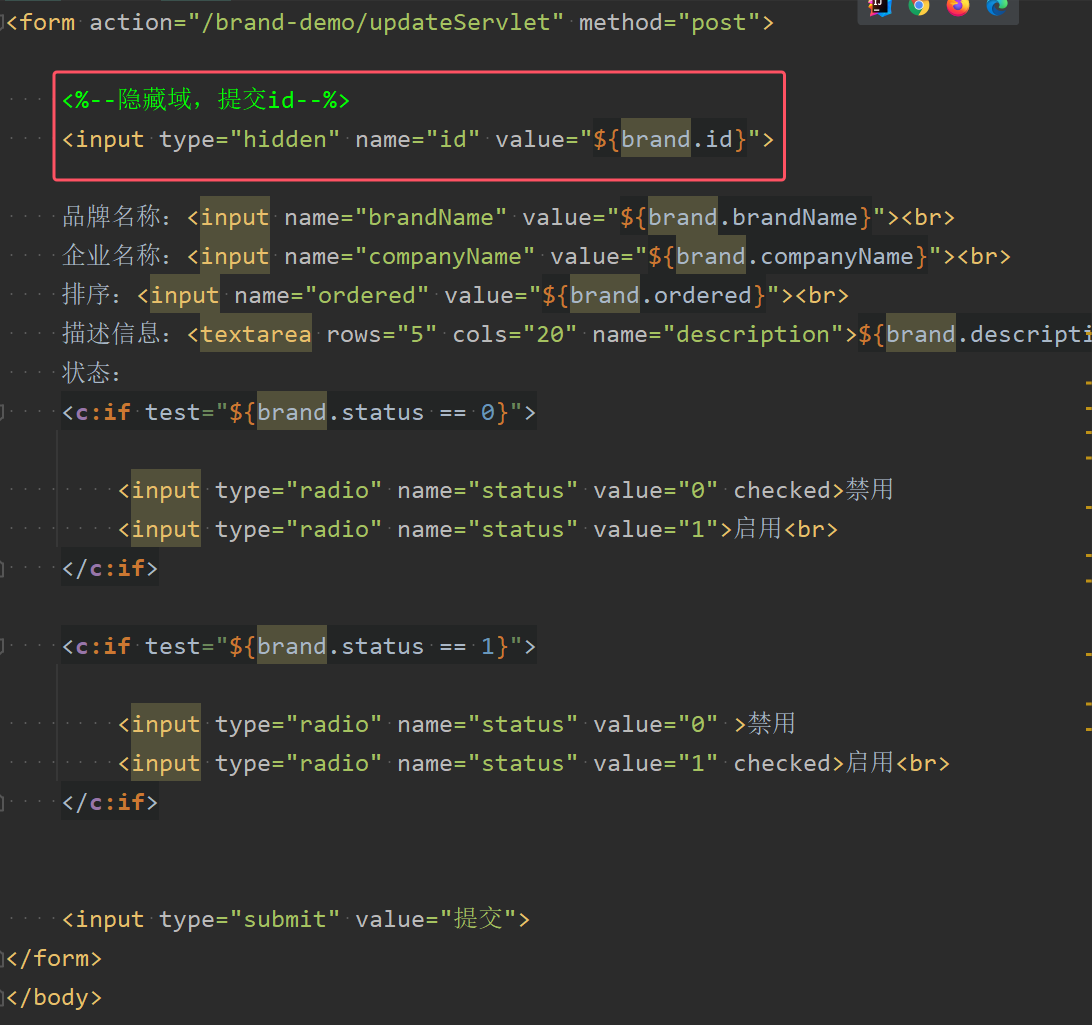 <form action="/brand-demo/updateServlet" method="post">
<%--隐藏域，提交id--%>
<input type="hidden" name="id" value="${brand.id}">
品牌名称：<input name="brandName" value="${brand.brandName}"><br>
企业名称：<input name="companyName" value="${brand.companyName}"><br>
排序：<input name="ordered" value="${brand.ordered}"><br>
描述信息：<textarea rows="5" cols="20" name="description">${brand.descripti
状态：
<c:if test="${brand.status == 0}">
<input type="radio" name="status" value="0" checked>禁用
<input type="radio" name="status" value="1">启用<br>
</c:if>
<c:if test="${brand.status == 1}">
<input type="radio" name="status" value="0" >禁用
<input type="radio" name="status" value="1" checked>启用<br>
</c:if>
<input type="submit" value="提交">
</form>
</body>